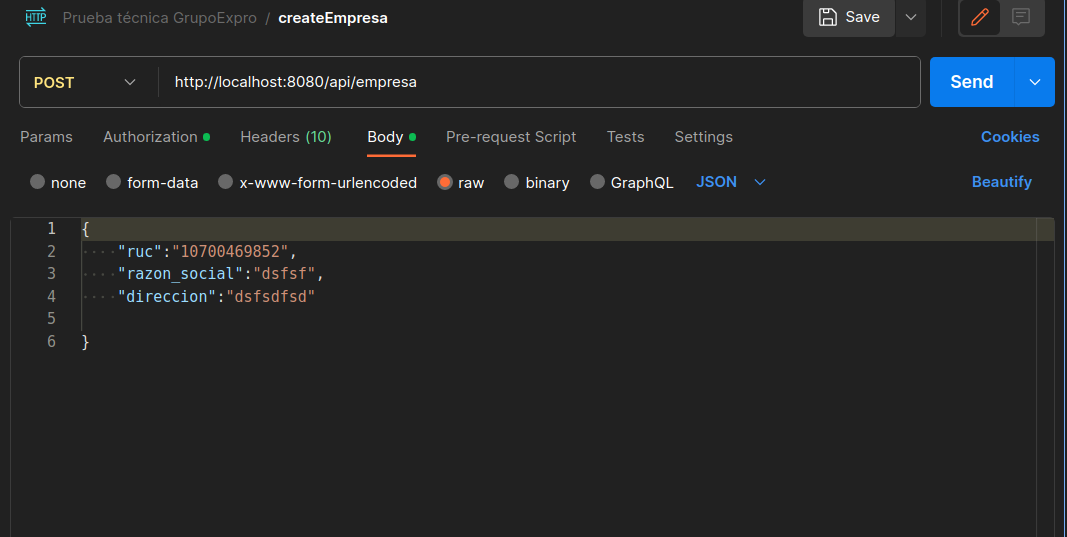 HTTP Prueba técnica GrupoExpro / createEmpresa Save
POST http://localhost:8080/api/empresa Send
Params Authorization Headers (10) Body Pre-request Script Tests Settings Cookies
none form-data x-www-form-urlencoded raw binary GraphQL JSON Beautify
1 {
2 ····"ruc":"10700469852",
3 ····"razon_social":"dsfsf",
4 ····"direccion":"dsfsdfsd"
5
6 }